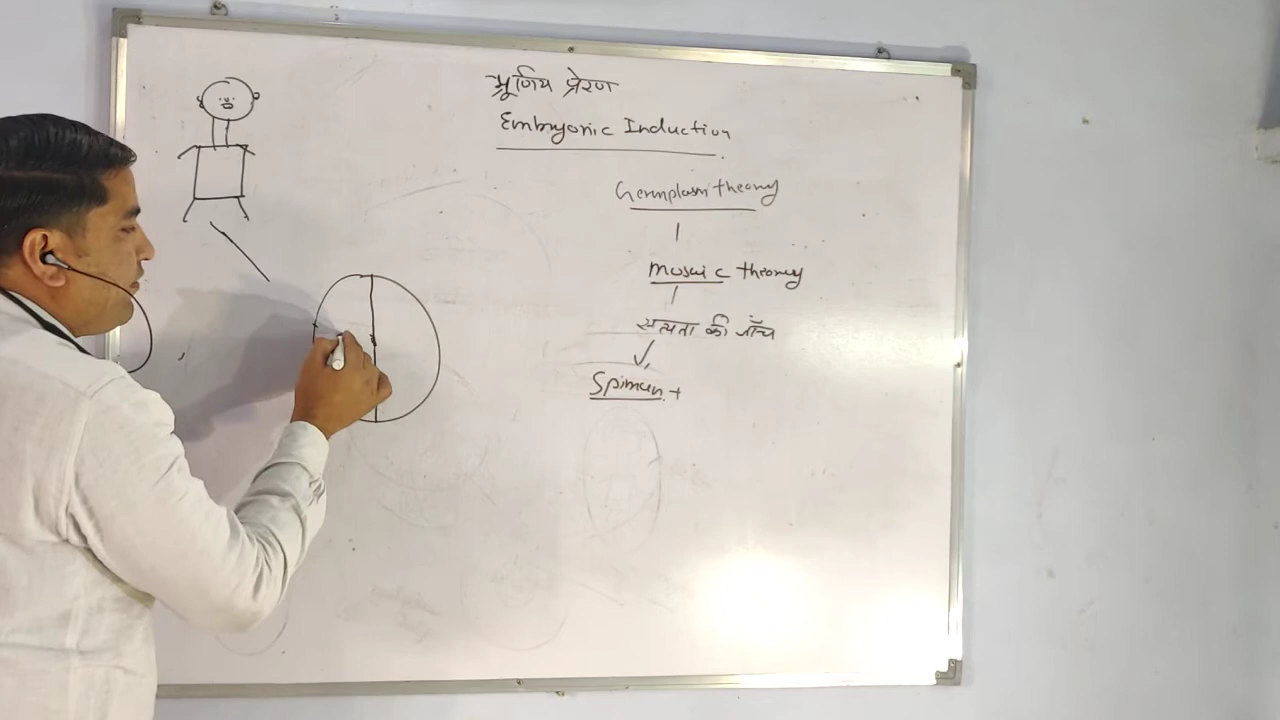 भ्रूणिय प्रेरण
Embryonic Induction
Germplasm theory
Mosaic theory
सत्यता की जाँच
Spiman +